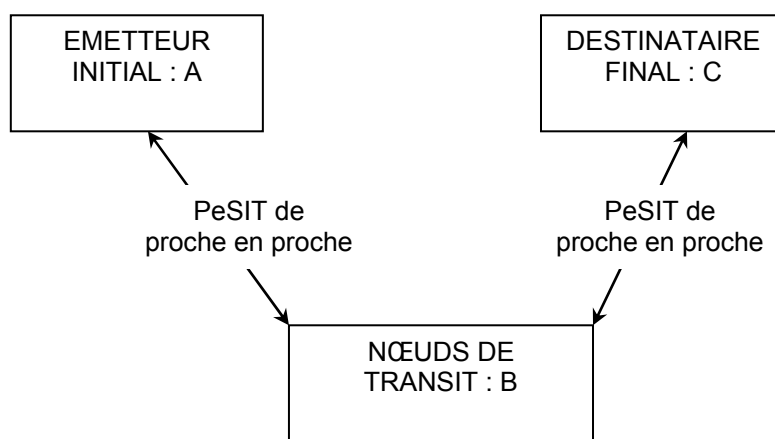 EMETTEUR
INITIAL : A
DESTINATAIRE
FINAL : C
PeSIT de
proche en proche
PeSIT de
proche en proche
NŒUDS DE
TRANSIT : B